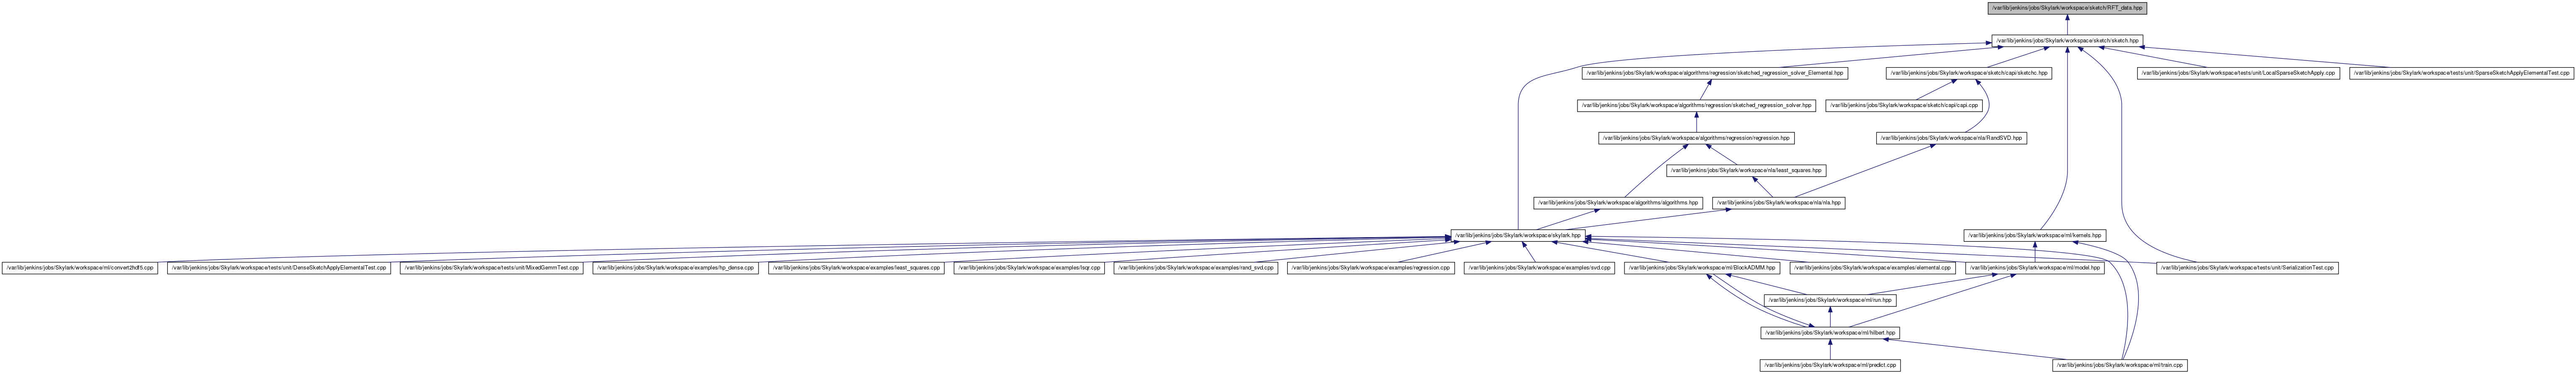 /var/lib/jenkins/jobs/Skylark/workspace/sketch/RFT_data.hpp
/var/lib/jenkins/jobs/Skylark/workspace/sketch/sketch.hpp
/var/lib/jenkins/jobs/Skylark/workspace/algorithms/regression/sketched_regression_solver_Elemental.hpp
/var/lib/jenkins/jobs/Skylark/workspace/sketch/capi/sketchc.hpp
/var/lib/jenkins/jobs/Skylark/workspace/tests/unit/LocalSparseSketchApply.cpp
/var/lib/jenkins/jobs/Skylark/workspace/tests/unit/SparseSketchApplyElementalTest.cpp
/var/lib/jenkins/jobs/Skylark/workspace/algorithms/regression/sketched_regression_solver.hpp
/var/lib/jenkins/jobs/Skylark/workspace/sketch/capi/capi.cpp
/var/lib/jenkins/jobs/Skylark/workspace/algorithms/regression/regression.hpp
/var/lib/jenkins/jobs/Skylark/workspace/nla/RandSVD.hpp
/var/lib/jenkins/jobs/Skylark/workspace/nla/least_squares.hpp
/var/lib/jenkins/jobs/Skylark/workspace/algorithms/algorithms.hpp
/var/lib/jenkins/jobs/Skylark/workspace/nla/nla.hpp
/var/lib/jenkins/jobs/Skylark/workspace/skylark.hpp
/var/lib/jenkins/jobs/Skylark/workspace/ml/kernels.hpp
/var/lib/jenkins/jobs/Skylark/workspace/ml/convert2hdf5.cpp
/var/lib/jenkins/jobs/Skylark/workspace/tests/unit/DenseSketchApplyElementalTest.cpp
/var/lib/jenkins/jobs/Skylark/workspace/tests/unit/MixedGemmTest.cpp
/var/lib/jenkins/jobs/Skylark/workspace/examples/hp_dense.cpp
/var/lib/jenkins/jobs/Skylark/workspace/examples/least_squares.cpp
/var/lib/jenkins/jobs/Skylark/workspace/examples/lsqr.cpp
/var/lib/jenkins/jobs/Skylark/workspace/examples/rand_svd.cpp
/var/lib/jenkins/jobs/Skylark/workspace/examples/regression.cpp
/var/lib/jenkins/jobs/Skylark/workspace/examples/svd.cpp
/var/lib/jenkins/jobs/Skylark/workspace/ml/BlockADMM.hpp
/var/lib/jenkins/jobs/Skylark/workspace/examples/elemental.cpp
/var/lib/jenkins/jobs/Skylark/workspace/ml/model.hpp
/var/lib/jenkins/jobs/Skylark/workspace/tests/unit/SerializationTest.cpp
/var/lib/jenkins/jobs/Skylark/workspace/ml/run.hpp
/var/lib/jenkins/jobs/Skylark/workspace/ml/hilbert.hpp
/var/lib/jenkins/jobs/Skylark/workspace/ml/predict.cpp
/var/lib/jenkins/jobs/Skylark/workspace/ml/train.cpp